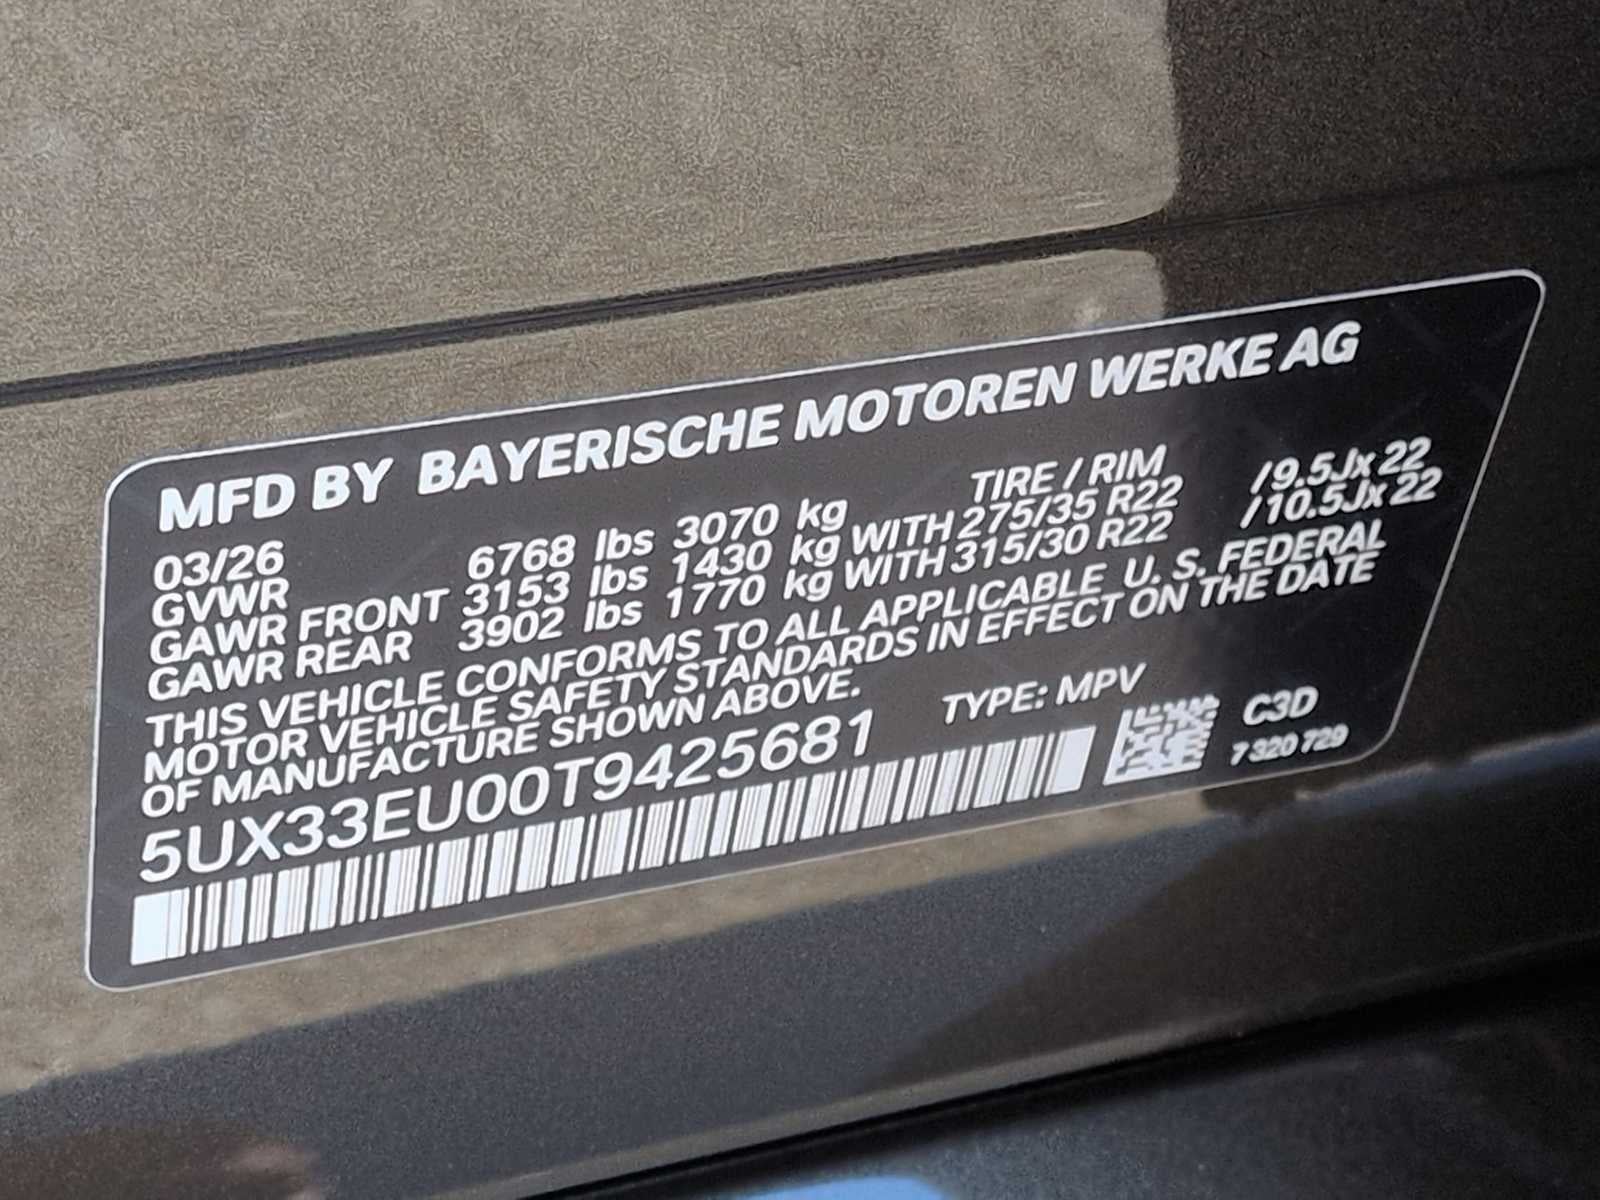 MFD BY BAYERISCHE MOTOREN WERKE AG
03/26 TIRE / RIM
GVWR 6768 lbs 3070 kg
GAWR FRONT 3153 lbs 1430 kg WITH 275/35 R22 /9.5Jx22
GAWR REAR 3902 lbs 1770 kg WITH 315/30 R22 /10.5Jx22
THIS VEHICLE CONFORMS TO ALL APPLICABLE U. S. FEDERAL
MOTOR VEHICLE SAFETY STANDARDS IN EFFECT ON THE DATE
OF MANUFACTURE SHOWN ABOVE.
TYPE: MPV
5UX33EU00T9425681
C3D
7 320 729